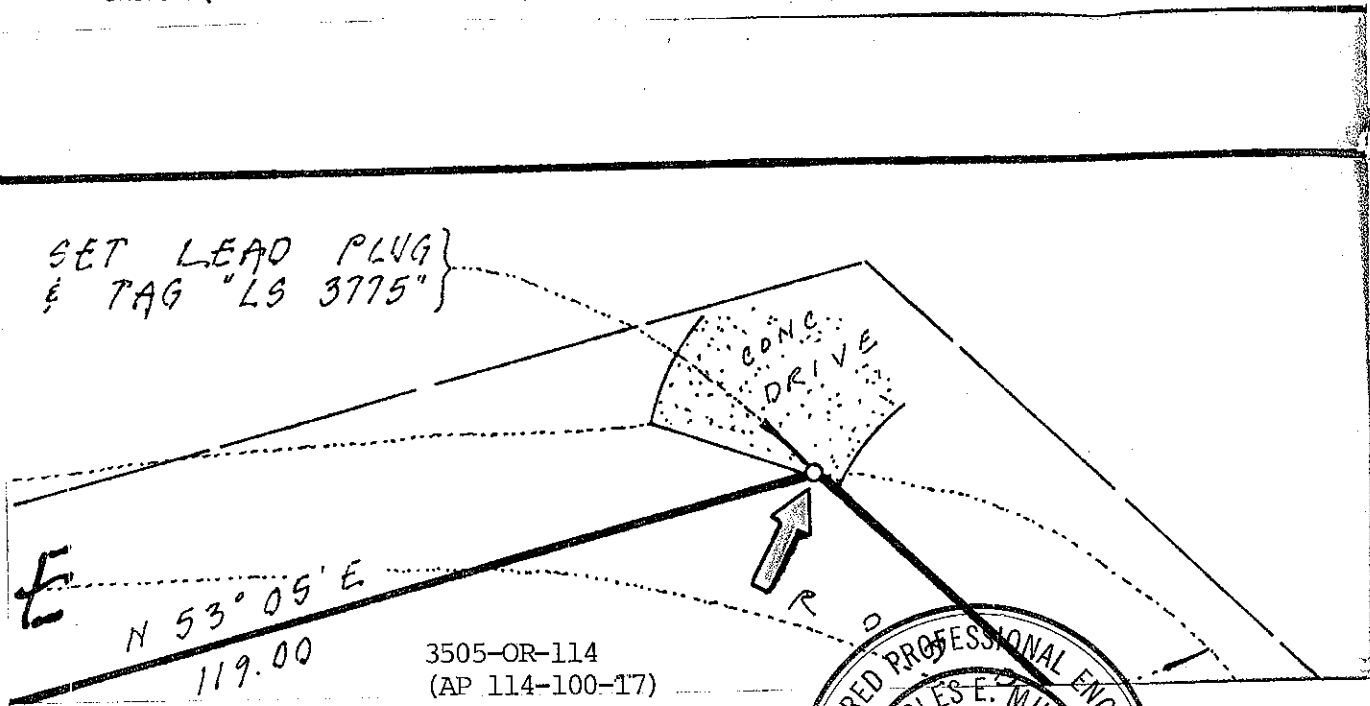 SET LEAD PLUG
& TAG "LS 3775"
CONC
DRIVE
N 53° 05' E
119.00
3505-OR-114
(AP 114-100-17)
PROFESSIONAL